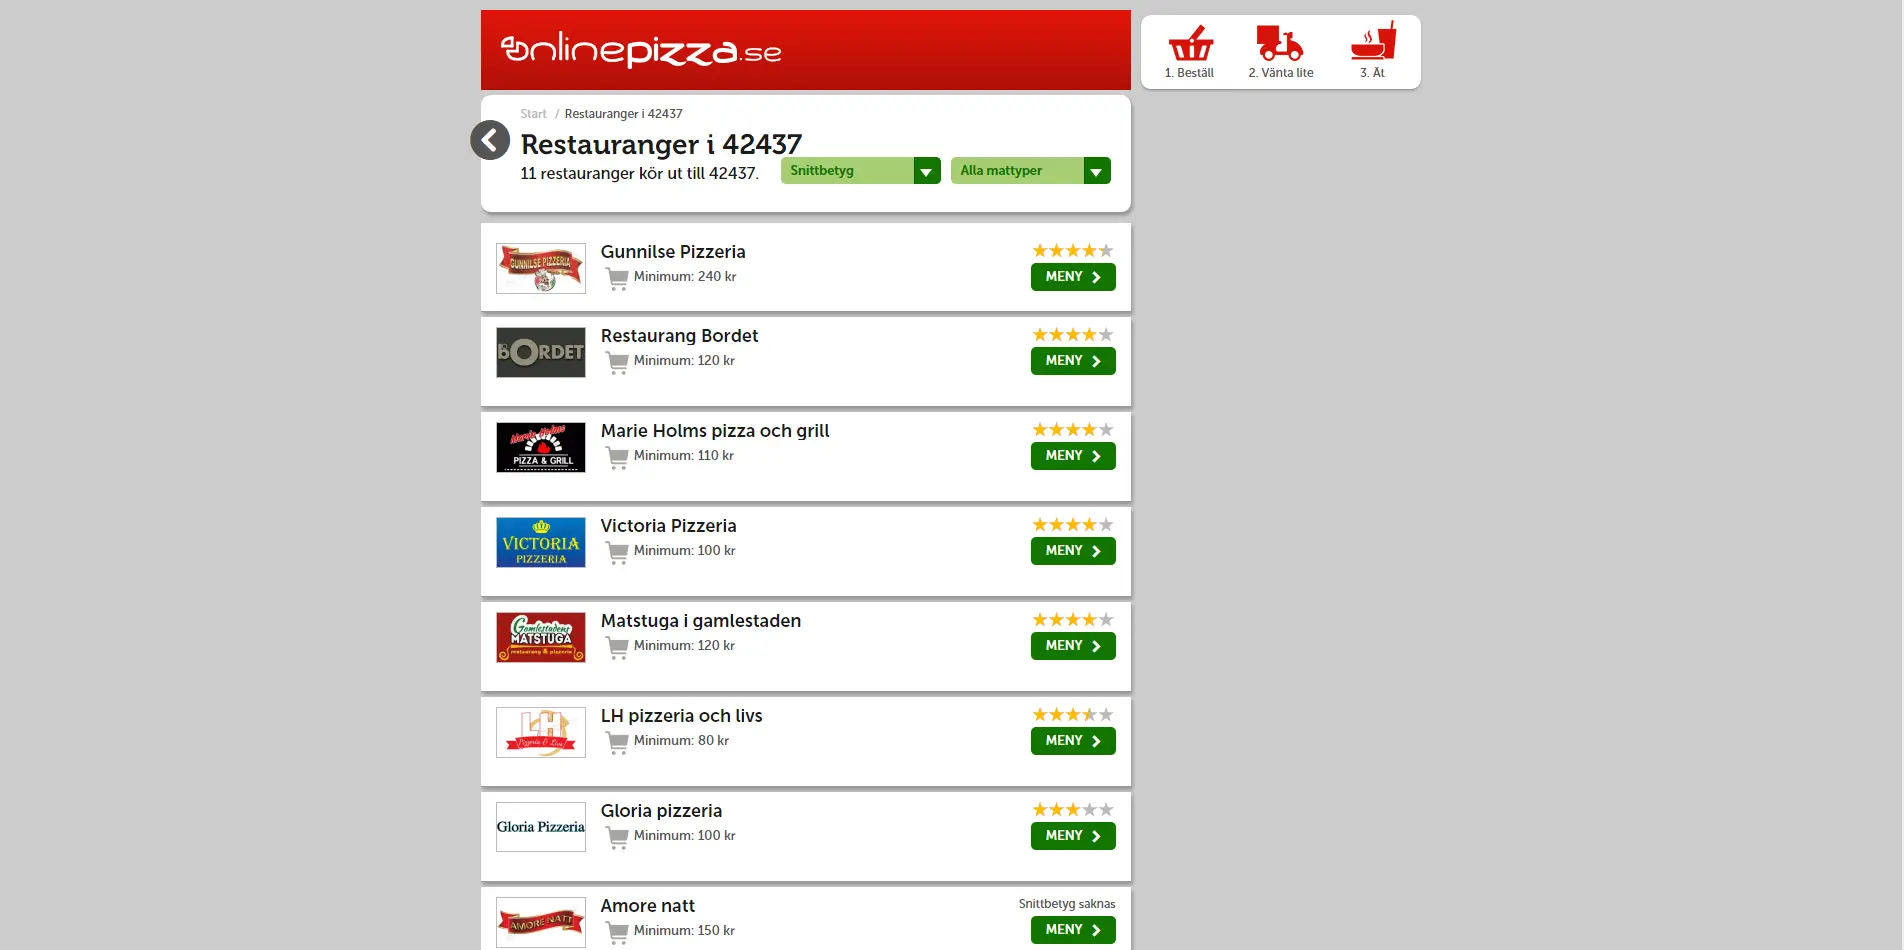 onlinepizza.se
1. Beställ
2. Vänta lite
3. Ät
Start / Restauranger i 42437
Restauranger i 42437
11 restauranger kör ut till 42437.
Snittbetyg
Alla mattyper
GUNNILSE PIZZERIA
Gunnilse Pizzeria
Minimum: 240 kr
MENY
BORDET
Restaurang Bordet
Minimum: 120 kr
MENY
Marie Holms
PIZZA & GRILL
Marie Holms pizza och grill
Minimum: 110 kr
MENY
VICTORIA
PIZZERIA
Victoria Pizzeria
Minimum: 100 kr
MENY
Gamlestadens
MATSTUGA
restaurang & pizzeria
Matstuga i gamlestaden
Minimum: 120 kr
MENY
LH
Pizzeria & Livs
LH pizzeria och livs
Minimum: 80 kr
MENY
Gloria Pizzeria
Gloria pizzeria
Minimum: 100 kr
MENY
AMORE NATT
Amore natt
Minimum: 150 kr
Snittbetyg saknas
MENY